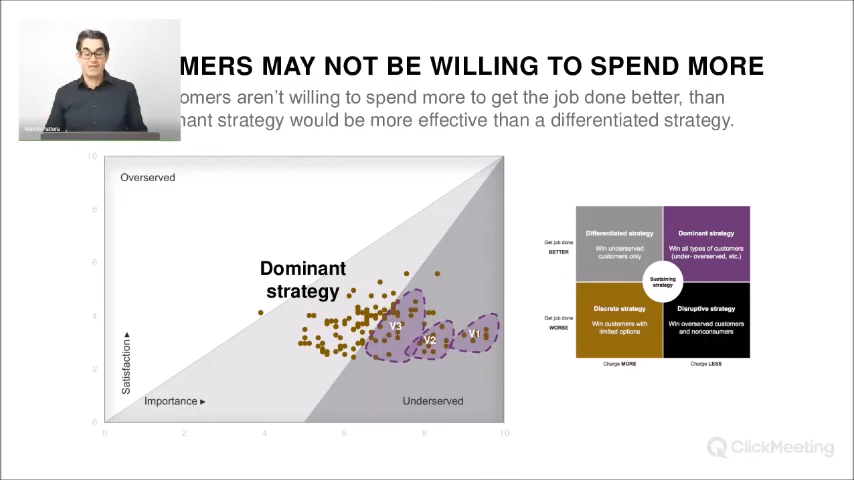 MERS MAY NOT BE WILLING TO SPEND MORE
omers aren't willing to spend more to get the job done better, than
nant strategy would be more effective than a differentiated strategy.
10
8
6
4
2
0
Overserved
Dominant
strategy
V3
V2
V1
Satisfaction ▸
Importance ▸
Underserved
0
2
4
6
8
10
Get job done
BETTER
Differentiated strategy
Win underserved
customers only
Dominant strategy
Win all types of customers
(under- overserved, etc.)
Sustaining
strategy
Get job done
WORSE
Discrete strategy
Win customers with
limited options
Disruptive strategy
Win overserved customers
and nonconsumers
Charge MORE
Charge LESS
ClickMeeting